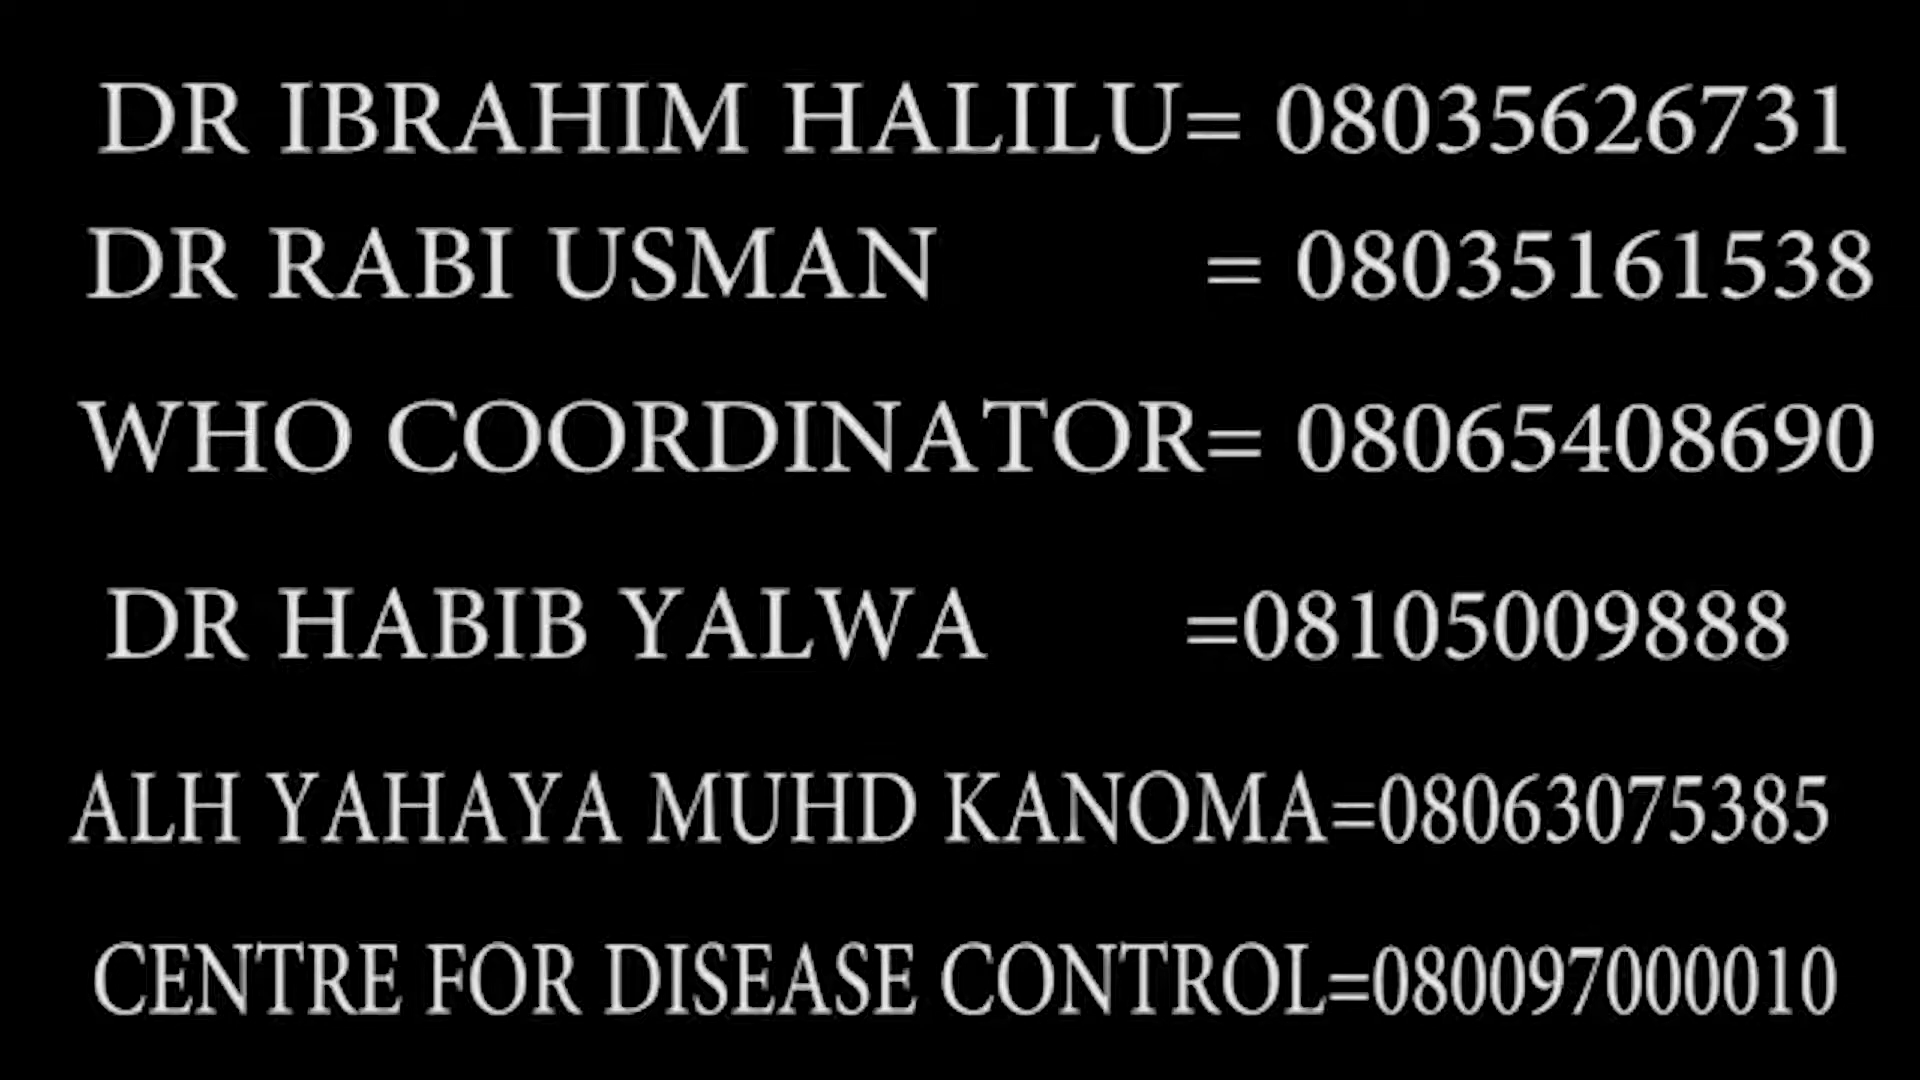 DR IBRAHIM HALILU= 08035626731
DR RABI USMAN = 08035161538
WHO COORDINATOR= 08065408690
DR HABIB YALWA =08105009888
ALH YAHAYA MUHD KANOMA=08063075385
CENTRE FOR DISEASE CONTROL=080097000010